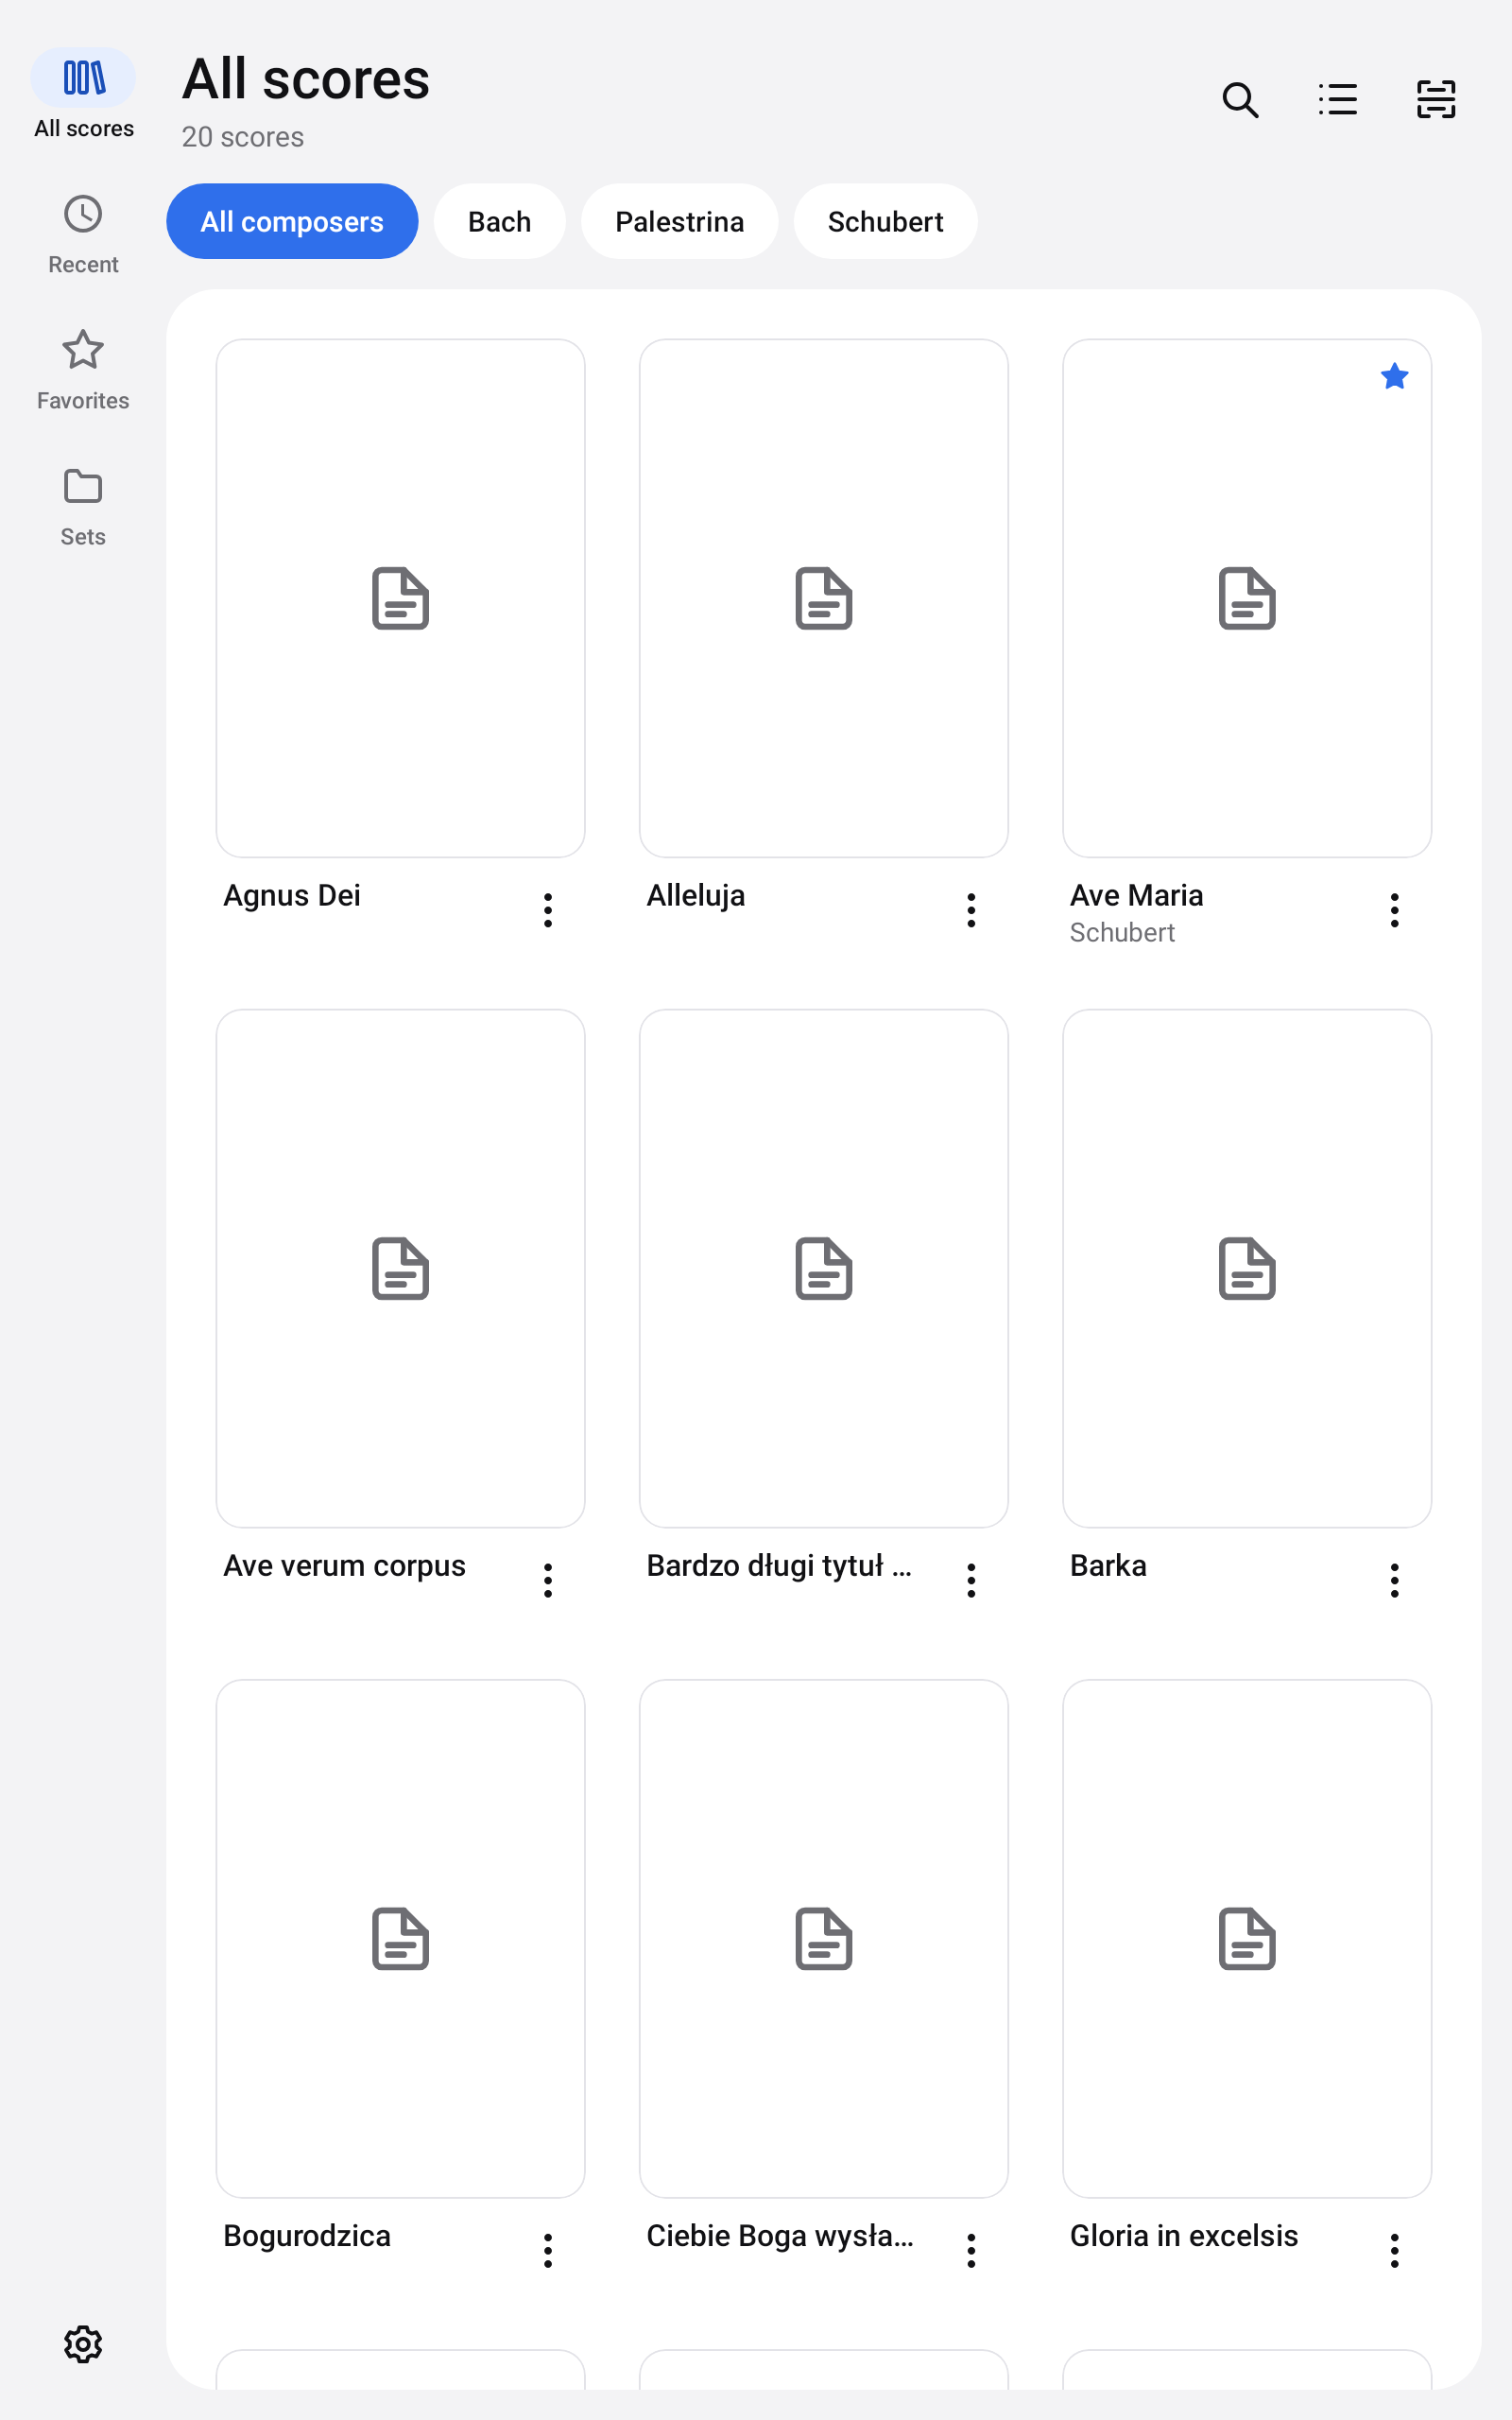 All scores
20 scores
All scores
Recent
Favorites
Sets
All composers
Bach
Palestrina
Schubert
Agnus Dei
Alleluja
Ave Maria
Schubert
Ave verum corpus
Bardzo długi tytuł ...
Barka
Bogurodzica
Ciebie Boga wysła...
Gloria in excelsis